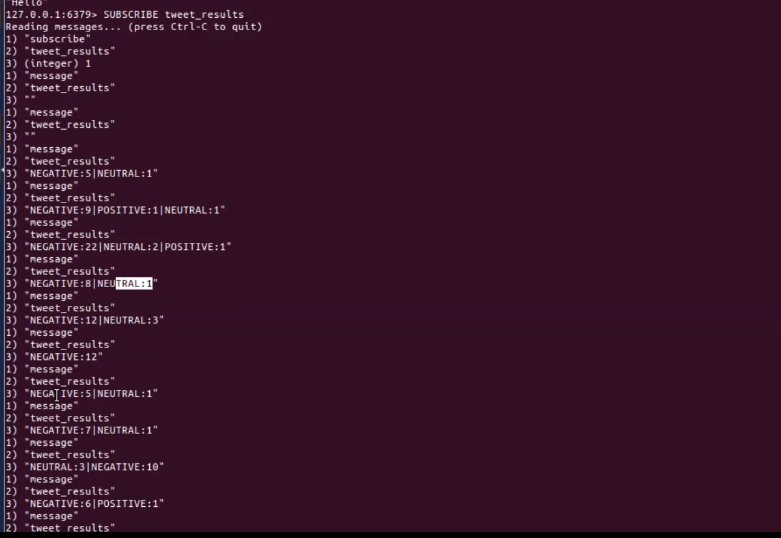 "Hello"
127.0.0.1:6379> SUBSCRIBE tweet_results
Reading messages... (press Ctrl-C to quit)
1) "subscribe"
2) "tweet_results"
3) (integer) 1
1) "message"
2) "tweet_results"
3) ""
1) "message"
2) "tweet_results"
3) ""
1) "message"
2) "tweet_results"
3) "NEGATIVE:5|NEUTRAL:1"
1) "message"
2) "tweet_results"
3) "NEGATIVE:9|POSITIVE:1|NEUTRAL:1"
1) "message"
2) "tweet_results"
3) "NEGATIVE:22|NEUTRAL:2|POSITIVE:1"
1) "message"
2) "tweet_results"
3) "NEGATIVE:8|NEUTRAL:1"
1) "message"
2) "tweet_results"
3) "NEGATIVE:12|NEUTRAL:3"
1) "message"
2) "tweet_results"
3) "NEGATIVE:12"
1) "message"
2) "tweet_results"
3) "NEGATIVE:5|NEUTRAL:1"
1) "message"
2) "tweet_results"
3) "NEGATIVE:7|NEUTRAL:1"
1) "message"
2) "tweet_results"
3) "NEUTRAL:3|NEGATIVE:10"
1) "message"
2) "tweet_results"
3) "NEGATIVE:6|POSITIVE:1"
1) "message"
2) "tweet_results"